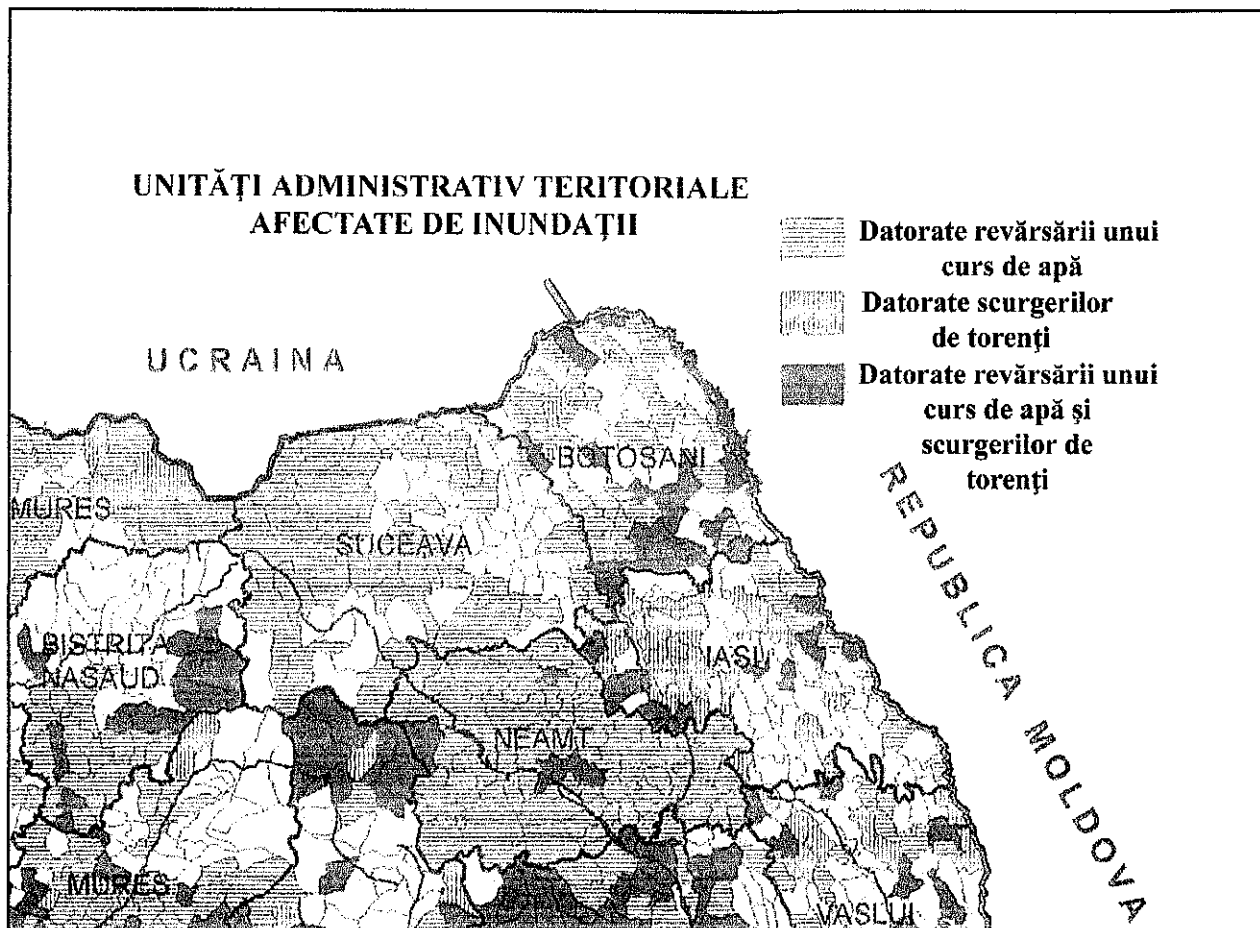 UNITĂŢI ADMINISTRATIV TERITORIALE
AFECTATE DE INUNDAŢII
Datorate revărsării unui
curs de apă
Datorate scurgerilor
de torenţi
Datorate revărsării unui
curs de apă şi
scurgerilor de
torenţi
UCRAINA
BOTOSANI
MURES
SUCEAVA
REPUBLICA MOLDOVA
BISTRITA
NASAUD
IASI
NEAMT
MURES
VASLUI